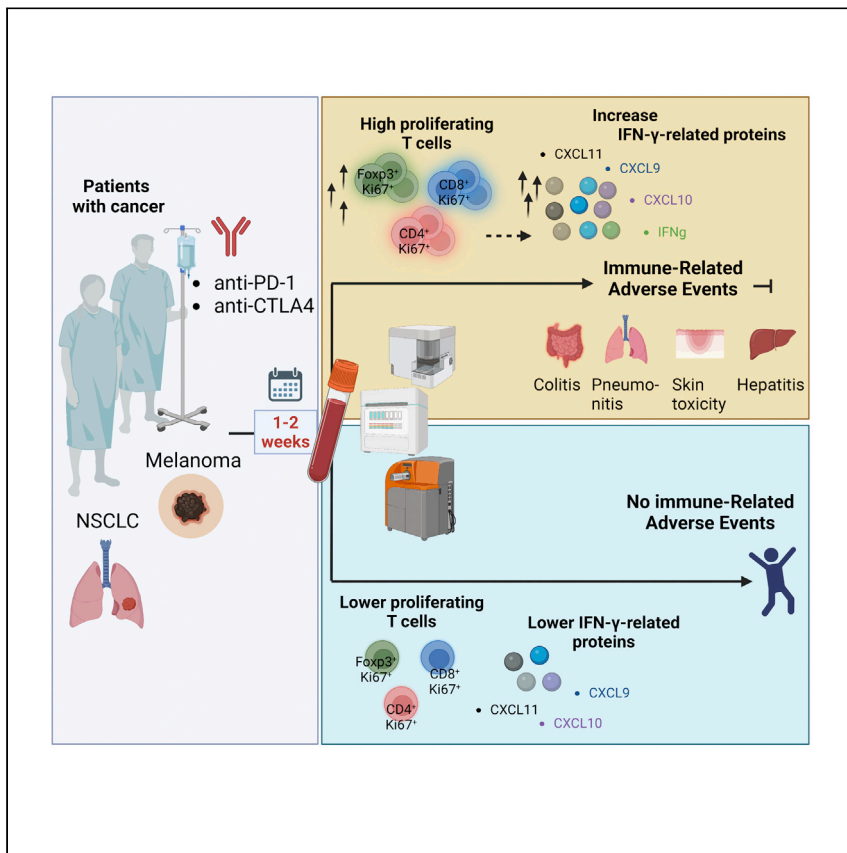 Patients
with cancer
• anti-PD-1
• anti-CTLA4
1-2
weeks
Melanoma
NSCLC
High proliferating
T cells
Foxp3⁺
Ki67⁺
CD8⁺
Ki67⁺
CD4⁺
Ki67⁺
Increase
IFN-γ-related proteins
• CXCL11
• CXCL9
• CXCL10
• IFNg
Immune-Related
Adverse Events
Colitis
Pneumo-
nitis
Skin
toxicity
Hepatitis
No immune-Related
Adverse Events
Lower proliferating
T cells
Foxp3⁺
Ki67⁺
CD8⁺
Ki67⁺
CD4⁺
Ki67⁺
Lower IFN-γ-related
proteins
• CXCL9
• CXCL11
• CXCL10